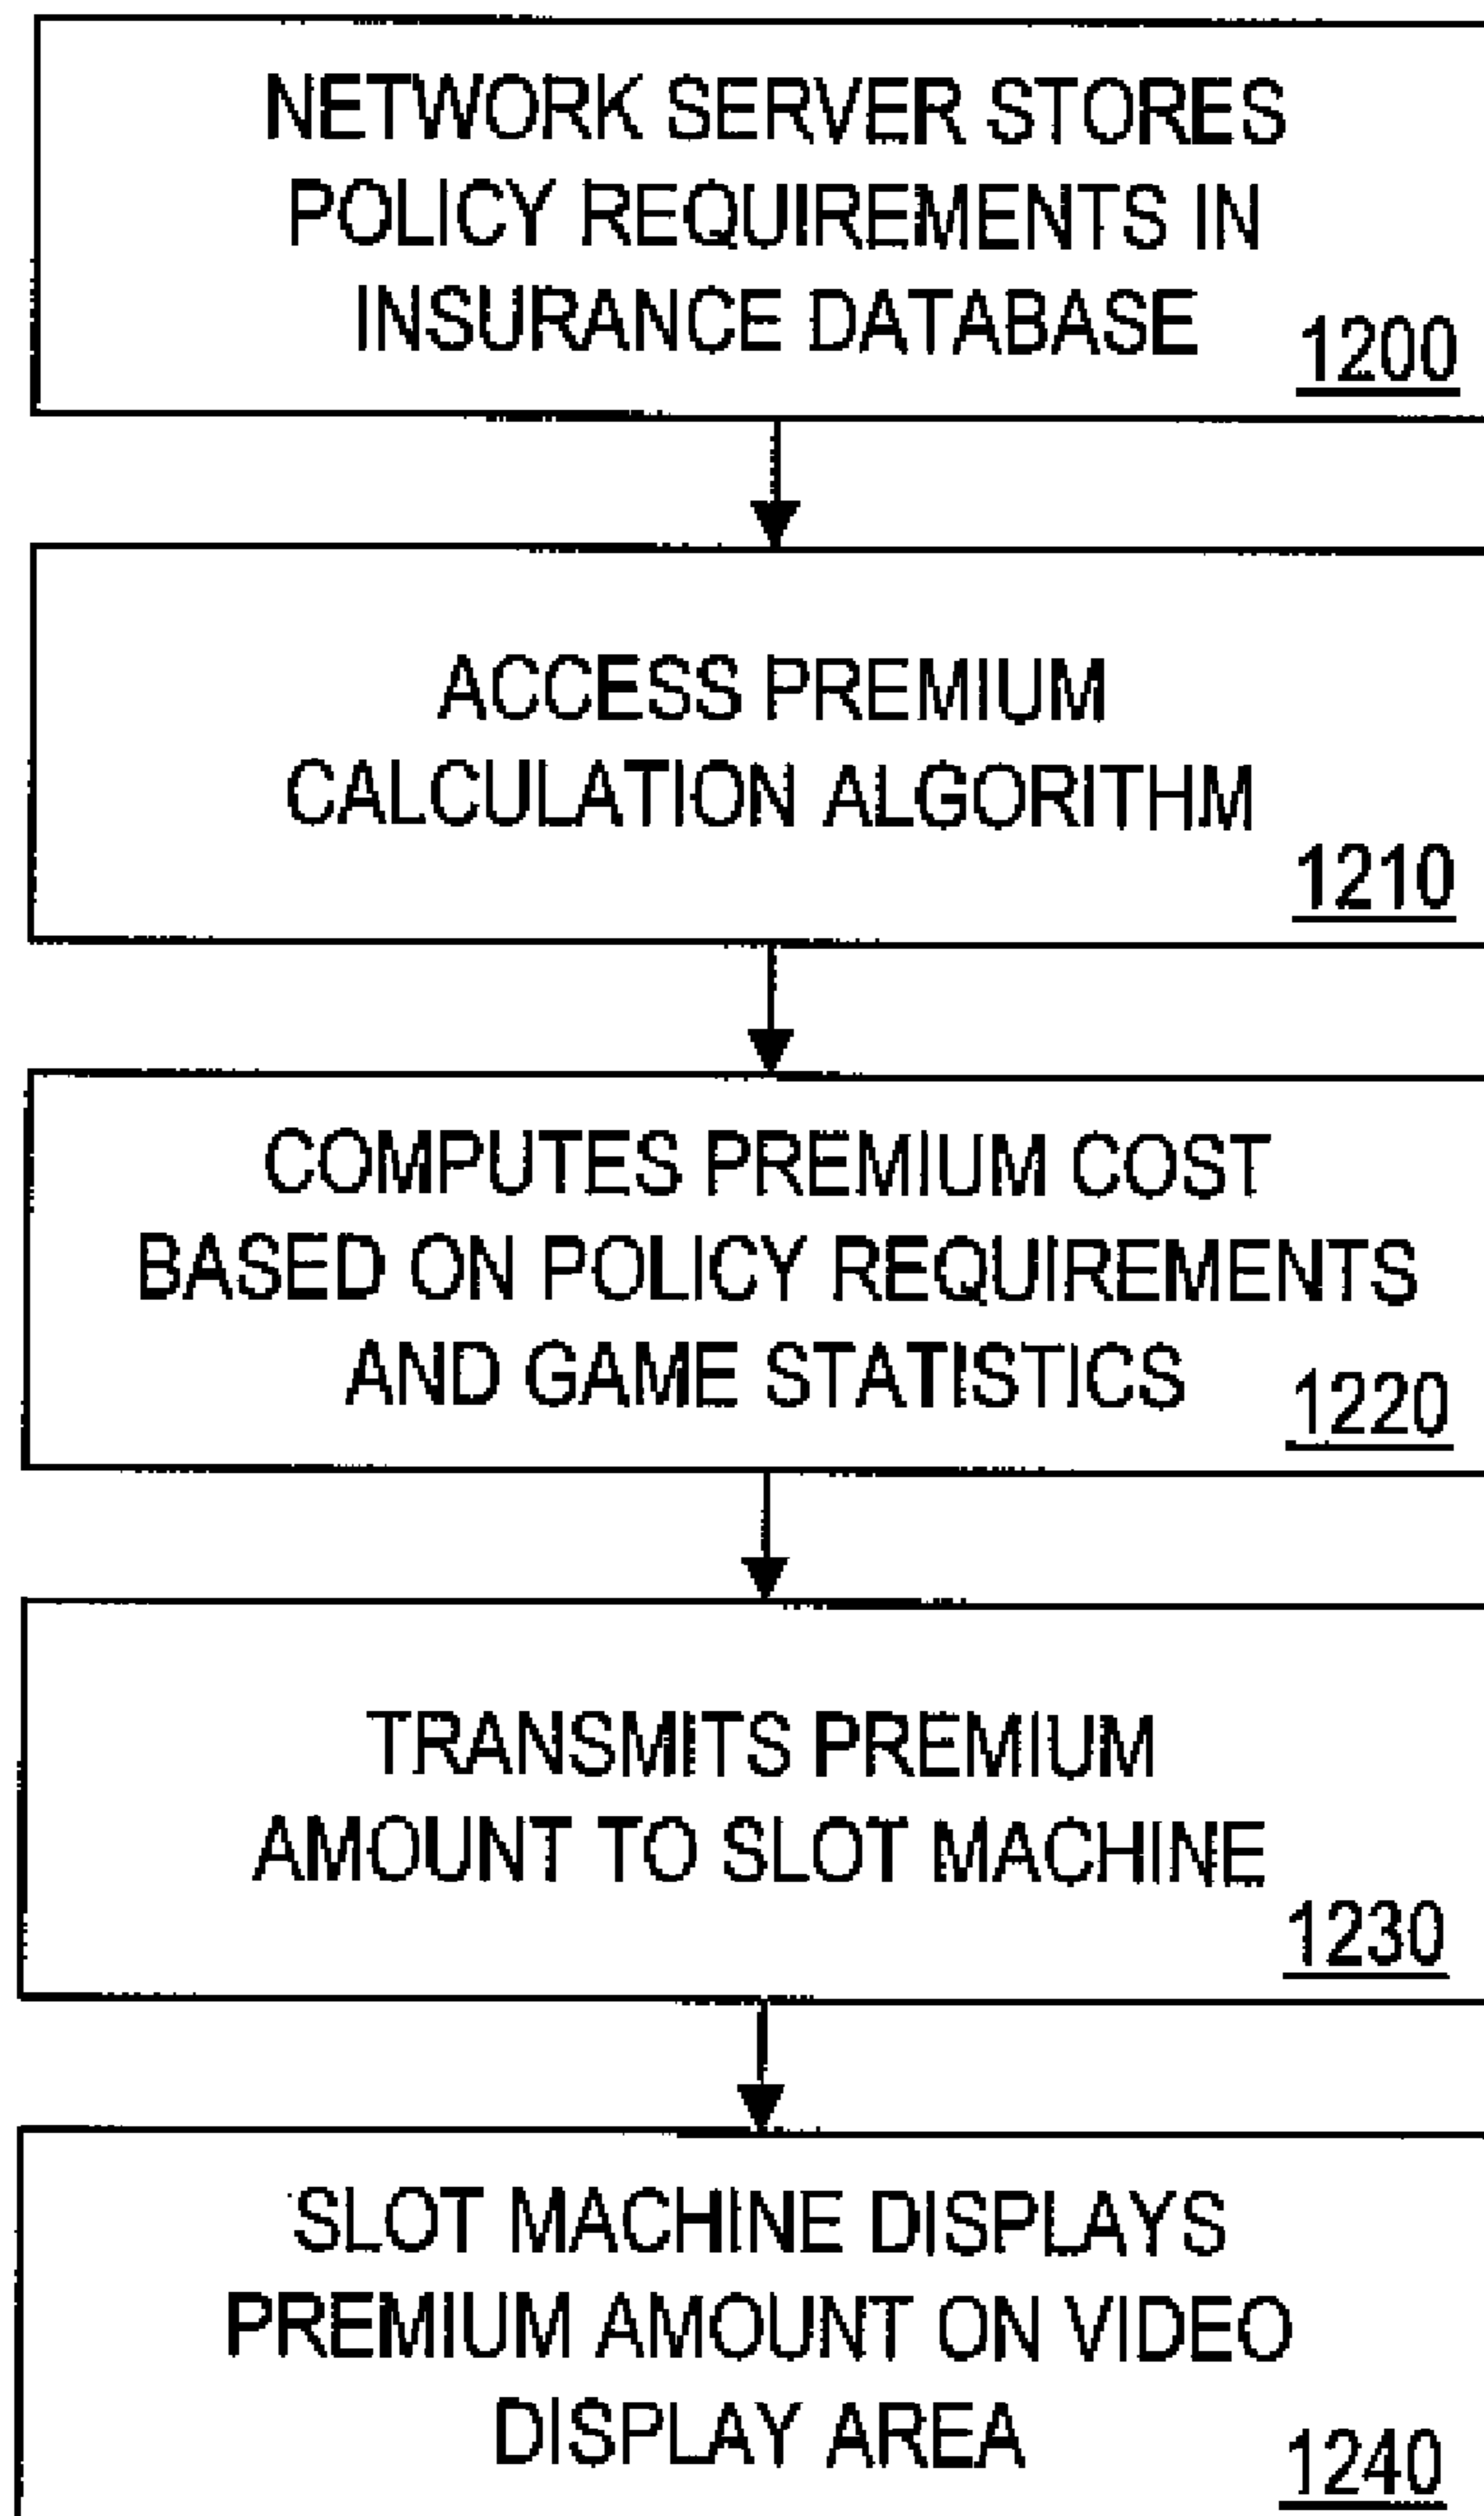 NETWORK SERVER STORES
POLICY REQUIREMENTS IN
INSURANCE DATABASE
1200
ACCESS PREMIUM
CALCULATION ALGORITHM
1210
COMPUTES PREMIUM COST
BASED ON POLICY REQUIREMENTS
AND GAME STATISTICS
1220
TRANSMITS PREMIUM
AMOUNT TO SLOT MACHINE
1230
SLOT MACHINE DISPLAYS
PREMIUM AMOUNT ON VIDEO
DISPLAY AREA
1240